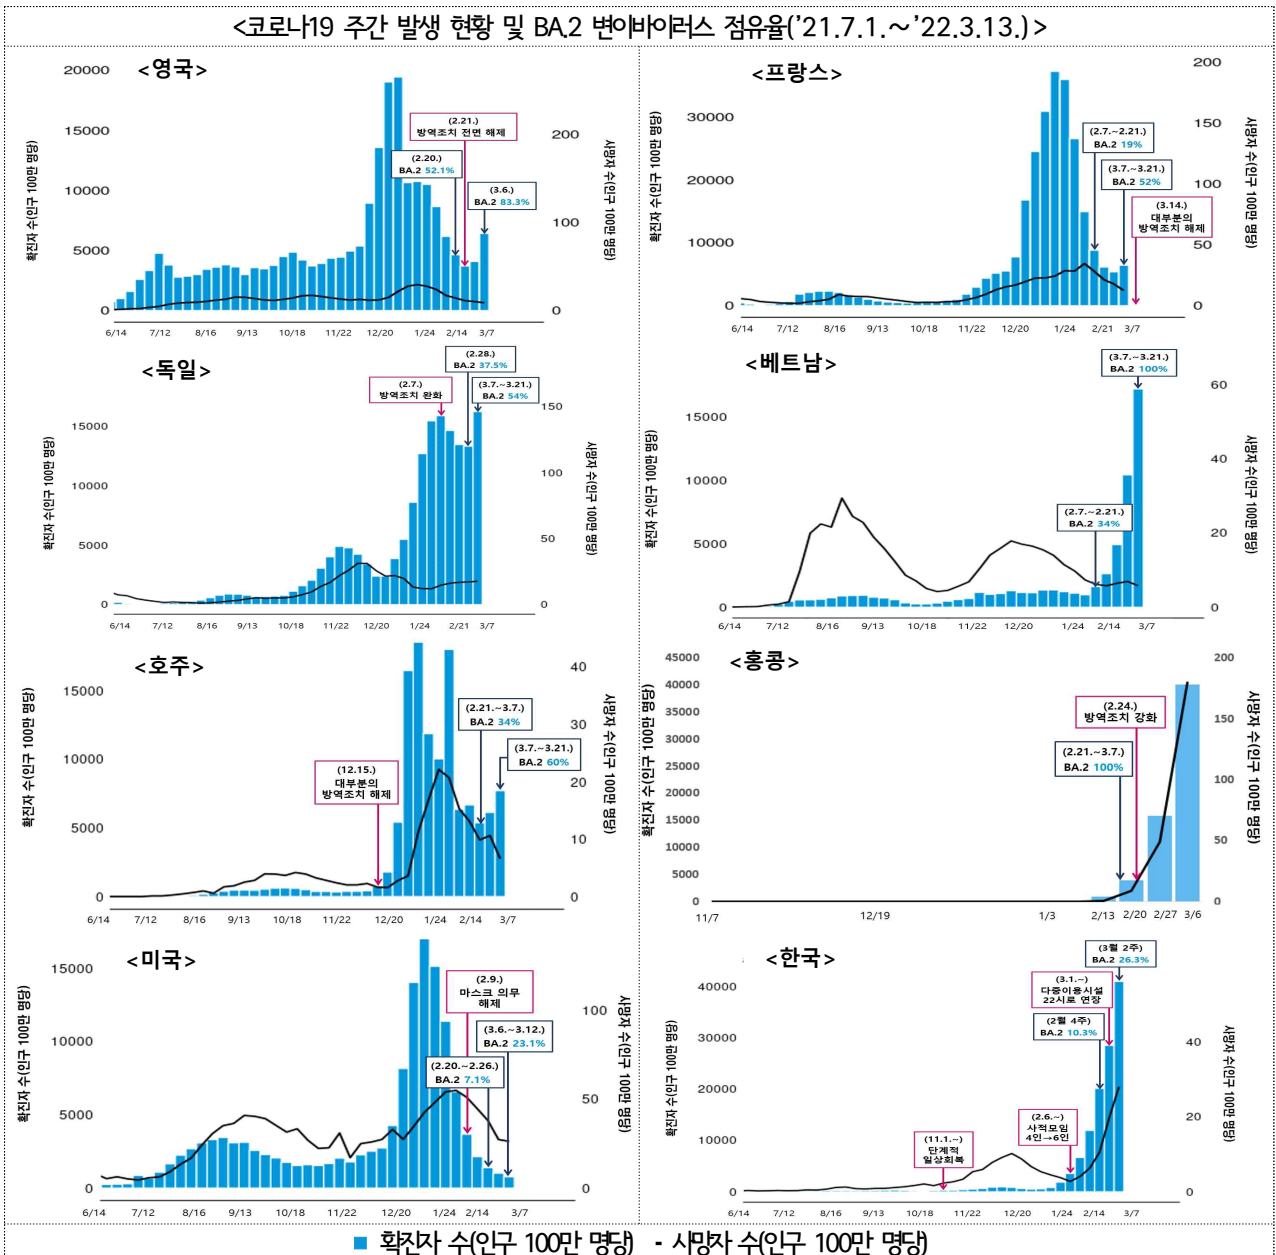 <코로나19 주간 발생 현황 및 BA.2 변이바이러스 점유율('21.7.1.~'22.3.13.)>
<영국>
확진자 수(인구 100만 명당)
20000
15000
10000
5000
0
(2.21.)
방역조치 전면 해제
(2.20.)
BA.2 52.1%
(3.6.)
BA.2 83.3%
200
100
0
사망자 수(인구 100만 명당)
6/14 7/12 8/16 9/13 10/18 11/22 12/20 1/24 2/14 3/7
<프랑스>
확진자 수(인구 100만 명당)
30000
20000
10000
0
(2.7.~2.21.)
BA.2 19%
(3.7.~3.21.)
BA.2 52%
(3.14.)
대부분의
방역조치 해제
200
150
100
50
0
사망자 수(인구 100만 명당)
6/14 7/12 8/16 9/13 10/18 11/22 12/20 1/24 2/21 3/7
<독일>
확진자 수(인구 100만 명당)
15000
10000
5000
0
(2.28.)
BA.2 37.5%
(2.7.)
방역조치 완화
(3.7.~3.21.)
BA.2 54%
150
100
50
0
사망자 수(인구 100만 명당)
6/14 7/12 8/16 9/13 10/18 11/22 12/20 1/24 2/21 3/7
<베트남>
확진자 수(인구 100만 명당)
15000
10000
5000
0
(3.7.~3.21.)
BA.2 100%
(2.7.~2.21.)
BA.2 34%
60
40
20
0
사망자 수(인구 100만 명당)
6/14 7/12 8/16 9/13 10/18 11/22 12/20 1/24 2/14 3/7
<호주>
확진자 수(인구 100만 명당)
15000
10000
5000
0
(12.15.)
대부분의
방역조치 해제
(2.21.~3.7.)
BA.2 34%
(3.7.~3.21.)
BA.2 60%
40
30
20
10
0
사망자 수(인구 100만 명당)
6/14 7/12 8/16 9/13 10/18 11/22 12/20 1/24 2/14 3/7
<홍콩>
확진자 수(인구 100만 명당)
45000
40000
35000
30000
25000
20000
15000
10000
5000
0
(2.24.)
방역조치 강화
(2.21.~3.7.)
BA.2 100%
200
150
100
50
0
사망자 수(인구 100만 명당)
11/7 12/19 1/3 2/13 2/20 2/27 3/6
<미국>
확진자 수(인구 100만 명당)
15000
10000
5000
0
(2.9.)
마스크 의무
해제
(3.6.~3.12.)
BA.2 23.1%
(2.20.~2.26.)
BA.2 7.1%
100
50
0
사망자 수(인구 100만 명당)
6/14 7/12 8/16 9/13 10/18 11/22 12/20 1/24 2/14 3/7
<한국>
확진자 수(인구 100만 명당)
40000
30000
20000
10000
0
(3월 2주)
BA.2 26.3%
(3.1.~)
다중이용시설
22시로 연장
(2월 4주)
BA.2 10.3%
(2.6.~)
사적모임
4인→6인
(11.1.~)
단계적
일상회복
40
20
0
사망자 수(인구 100만 명당)
6/14 7/12 8/16 9/13 10/18 11/22 12/20 1/24 2/14 3/7
■ 확진자 수(인구 100만 명당) - 사망자 수(인구 100만 명당)